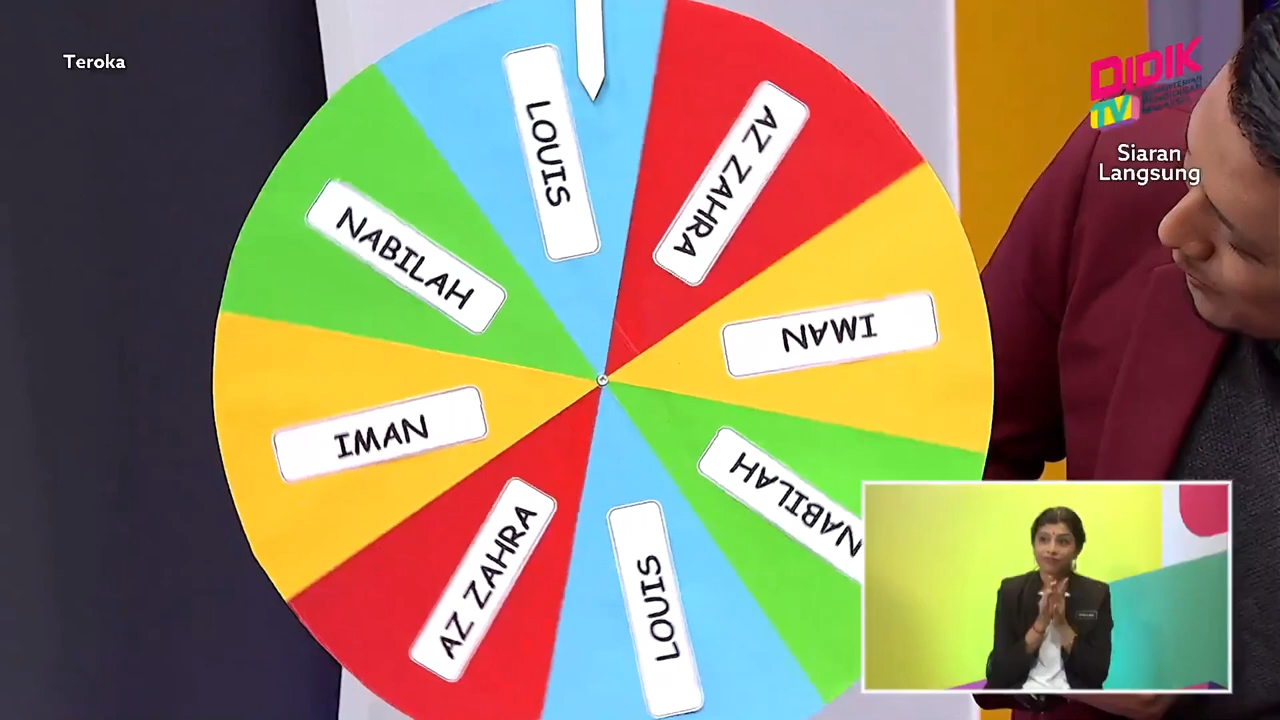 Teroka
DIDIK
TV
Siaran
Langsung
LOUIS
AZ ZAHRA
NABILAH
IMAN
IMAN
NABILAH
AZ ZAHRA
LOUIS